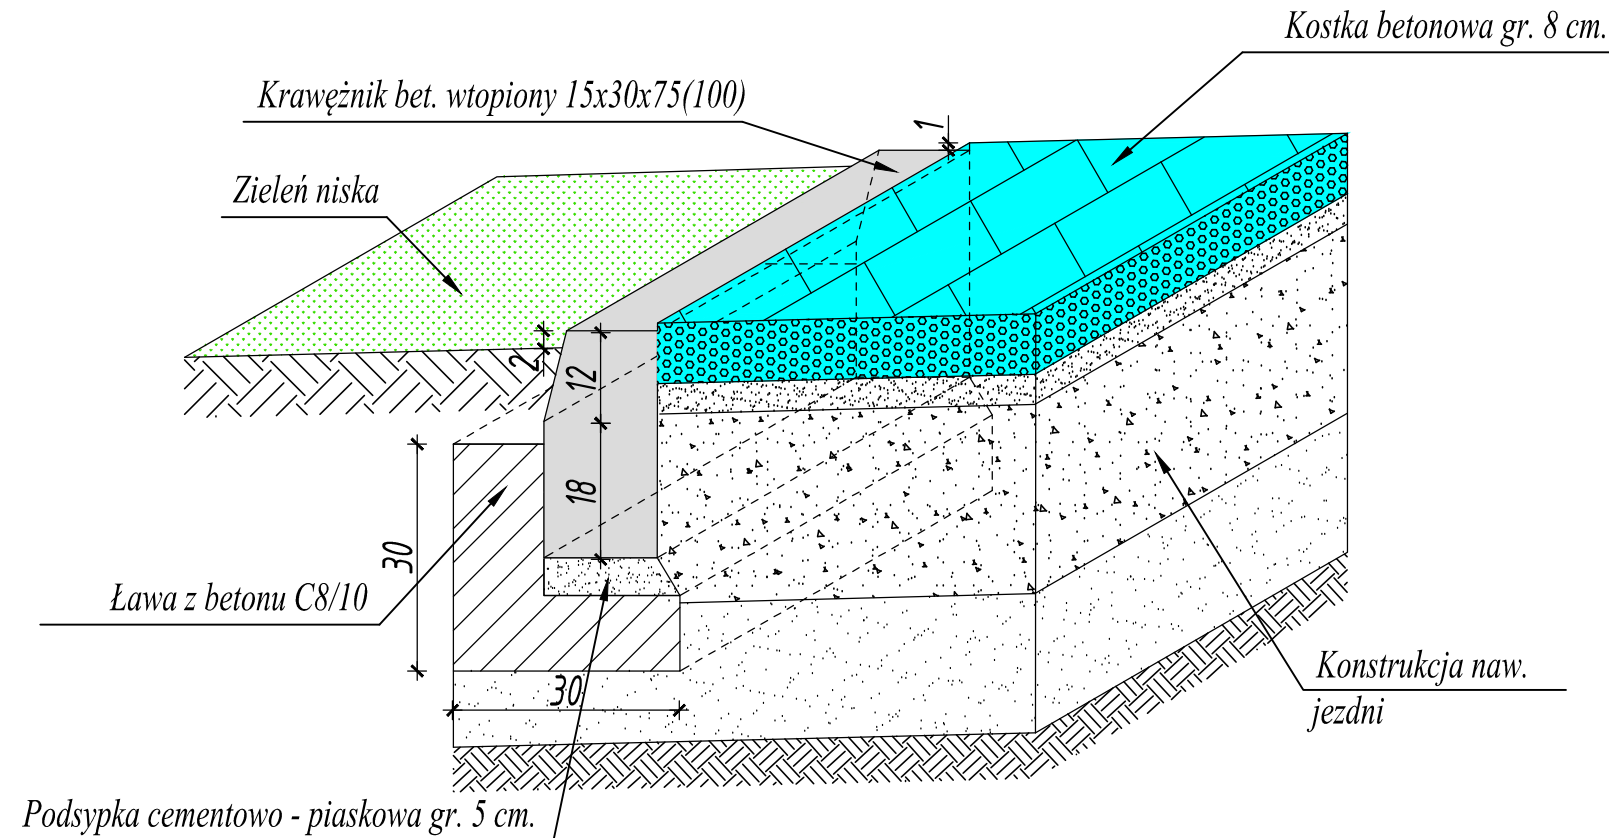 Kostka betonowa gr. 8 cm.
Krawężnik bet. wtopiony 15x30x75(100)
1
Zieleń niska
2
12
18
30
Ława z betonu C8/10
30
Konstrukcja naw.
jezdni
Podsypka cementowo - piaskowa gr. 5 cm.